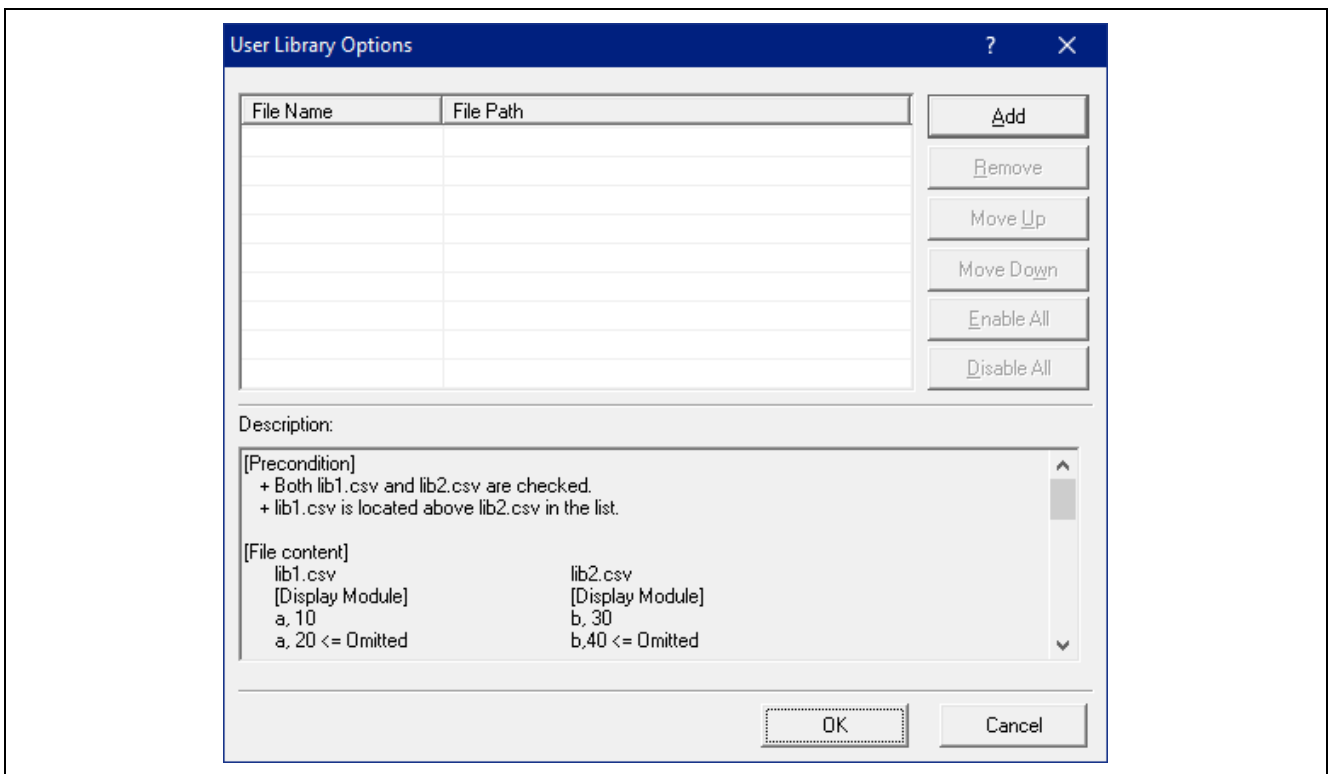 User Library Options ?
File Name File Path
Add
Remove
Move Up
Move Down
Enable All
Disable All
Description:
[Precondition]
+ Both lib1.csv and lib2.csv are checked.
+ lib1.csv is located above lib2.csv in the list.
[File content]
lib1.csv lib2.csv
[Display Module] [Display Module]
a, 10 b, 30
a, 20 <= Omitted b,40 <= Omitted
OK Cancel